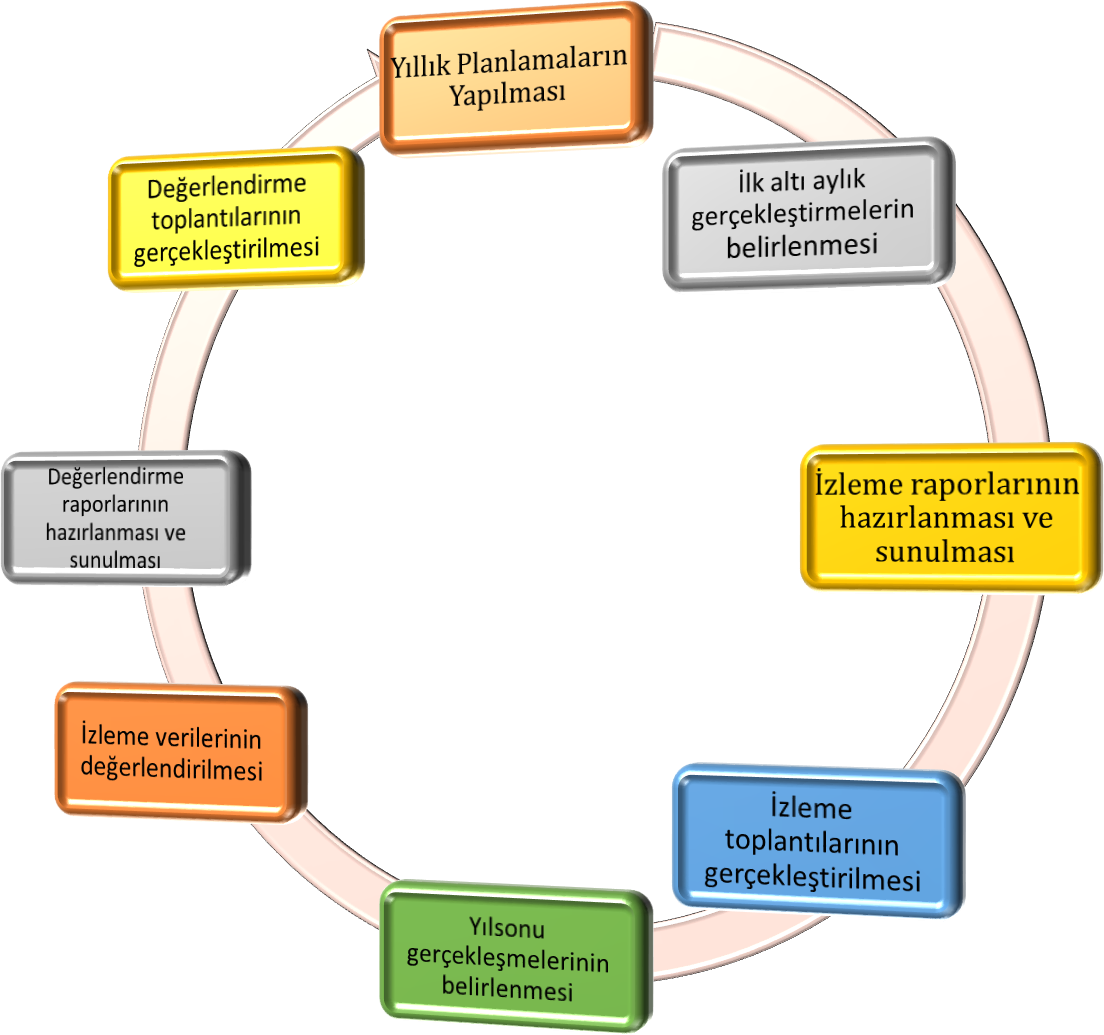 Yıllık Planlamaların
Yapılması
İlk altı aylık
gerçekleştirmelerin
belirlenmesi
İzleme raporlarının
hazırlanması ve
sunulması
İzleme
toplantılarının
gerçekleştirilmesi
Yılsonu
gerçekleşmelerinin
belirlenmesi
İzleme verilerinin
değerlendirilmesi
Değerlendirme
raporlarının
hazırlanması ve
sunulması
Değerlendirme
toplantılarının
gerçekleştirilmesi